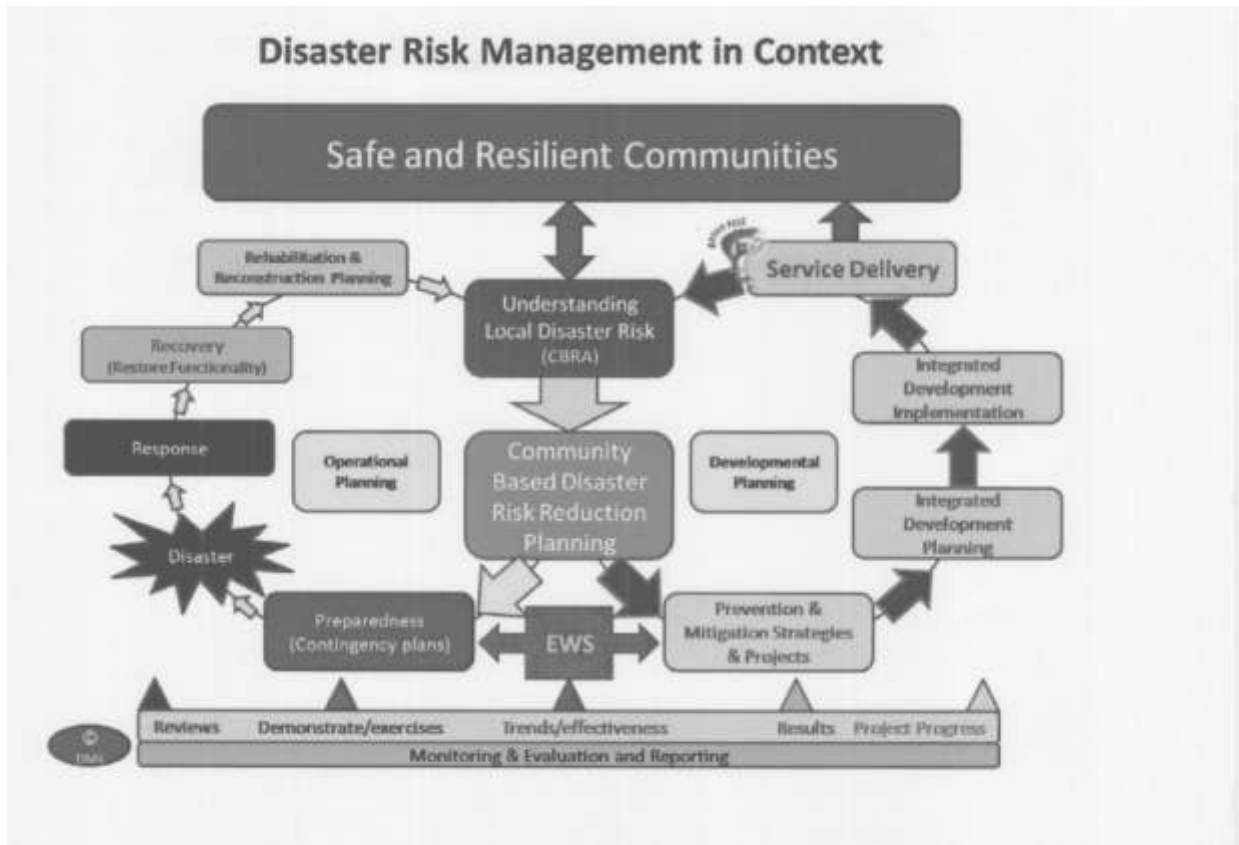 Disaster Risk Management in Context
Safe and Resilient Communities
Rehabilitation &
Reconstruction Planning
Service Delivery
Understanding
Local Disaster Risk
(CBRA)
Recovery
(Restore Functionality)
Integrated
Development
Implementation
Response
Operational
Planning
Community
Based Disaster
Risk Reduction
Planning
Developmental
Planning
Integrated
Development
Planning
Disaster
Preparedness
(Contingency plans)
EWS
Prevention &
Mitigation Strategies
& Projects
Reviews
Demonstrate/exercises
Trends/effectiveness
Results
Project Progress
Monitoring & Evaluation and Reporting